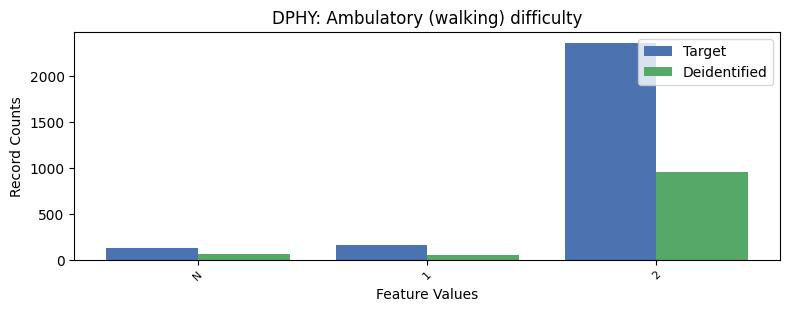 DPHY: Ambulatory (walking) difficulty
Target
Deidentified
Record Counts
2000
1500
1000
500
0
N
1
2
Feature Values